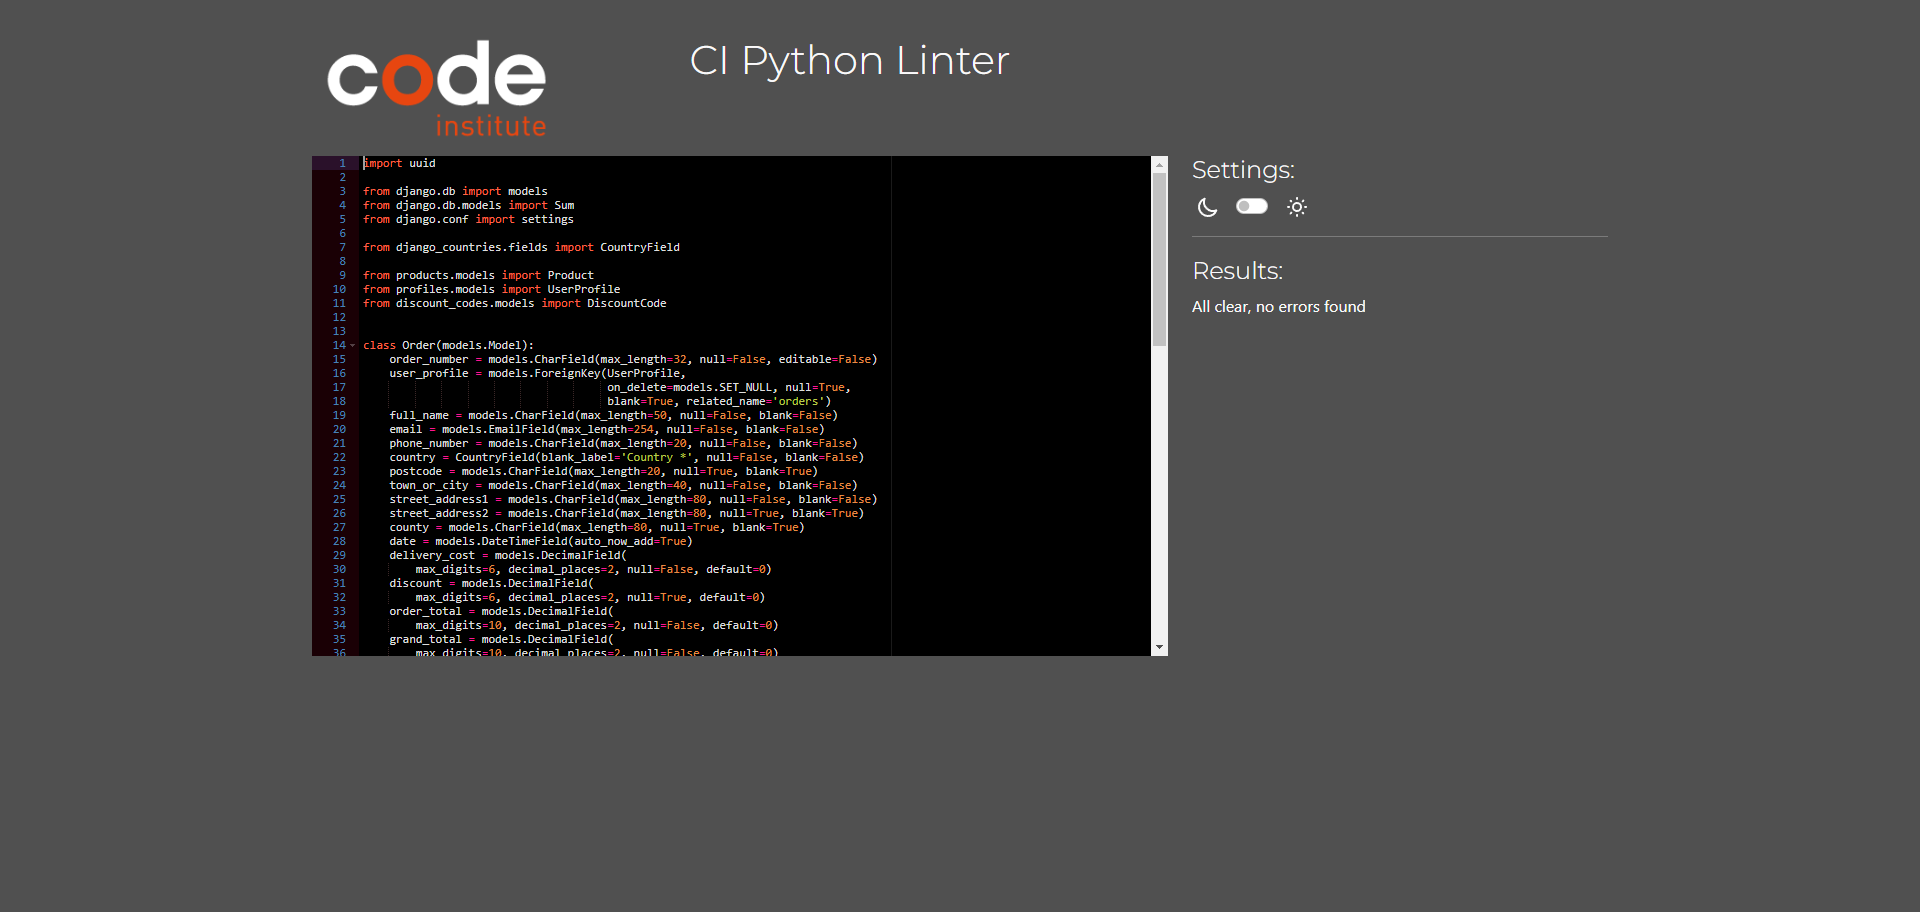 code
institute
CI Python Linter
1 import uuid
2
3 from django.db import models
4 from django.db.models import Sum
5 from django.conf import settings
6
7 from django_countries.fields import CountryField
8
9 from products.models import Product
10 from profiles.models import UserProfile
11 from discount_codes.models import DiscountCode
12
13
14 class Order(models.Model):
15     order_number = models.CharField(max_length=32, null=False, editable=False)
16     user_profile = models.ForeignKey(UserProfile,
17                                      on_delete=models.SET_NULL, null=True,
18                                      blank=True, related_name='orders')
19     full_name = models.CharField(max_length=50, null=False, blank=False)
20     email = models.EmailField(max_length=254, null=False, blank=False)
21     phone_number = models.CharField(max_length=20, null=False, blank=False)
22     country = CountryField(blank_label='Country *', null=False, blank=False)
23     postcode = models.CharField(max_length=20, null=True, blank=True)
24     town_or_city = models.CharField(max_length=40, null=False, blank=False)
25     street_address1 = models.CharField(max_length=80, null=False, blank=False)
26     street_address2 = models.CharField(max_length=80, null=True, blank=True)
27     county = models.CharField(max_length=80, null=True, blank=True)
28     date = models.DateTimeField(auto_now_add=True)
29     delivery_cost = models.DecimalField(
30         max_digits=6, decimal_places=2, null=False, default=0)
31     discount = models.DecimalField(
32         max_digits=6, decimal_places=2, null=True, default=0)
33     order_total = models.DecimalField(
34         max_digits=10, decimal_places=2, null=False, default=0)
35     grand_total = models.DecimalField(
36         max_digits=10, decimal_places=2, null=False, default=0)
Settings:
Results:
All clear, no errors found